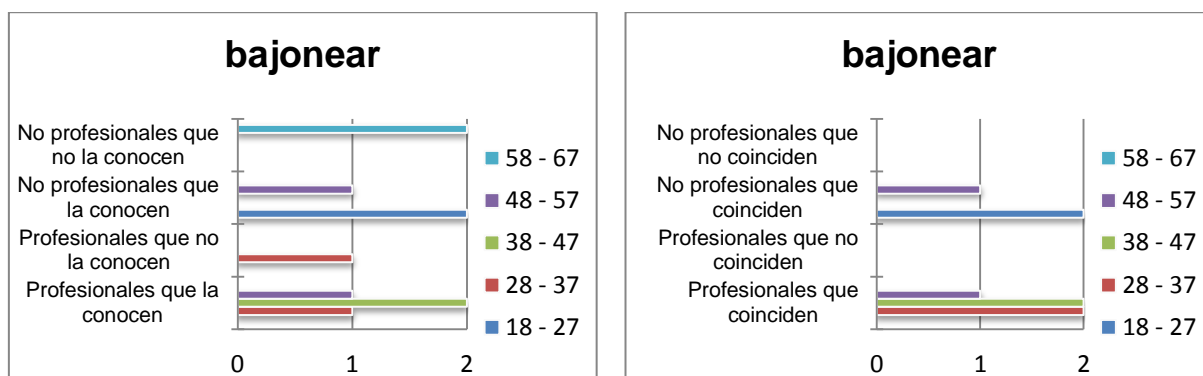 bajonear
No profesionales que
no la conocen
No profesionales que
la conocen
Profesionales que no
la conocen
Profesionales que la
conocen
0 1 2
58 - 67
48 - 57
38 - 47
28 - 37
18 - 27
bajonear
No profesionales que
no coinciden
No profesionales que
coinciden
Profesionales que no
coinciden
Profesionales que
coinciden
0 1 2
58 - 67
48 - 57
38 - 47
28 - 37
18 - 27